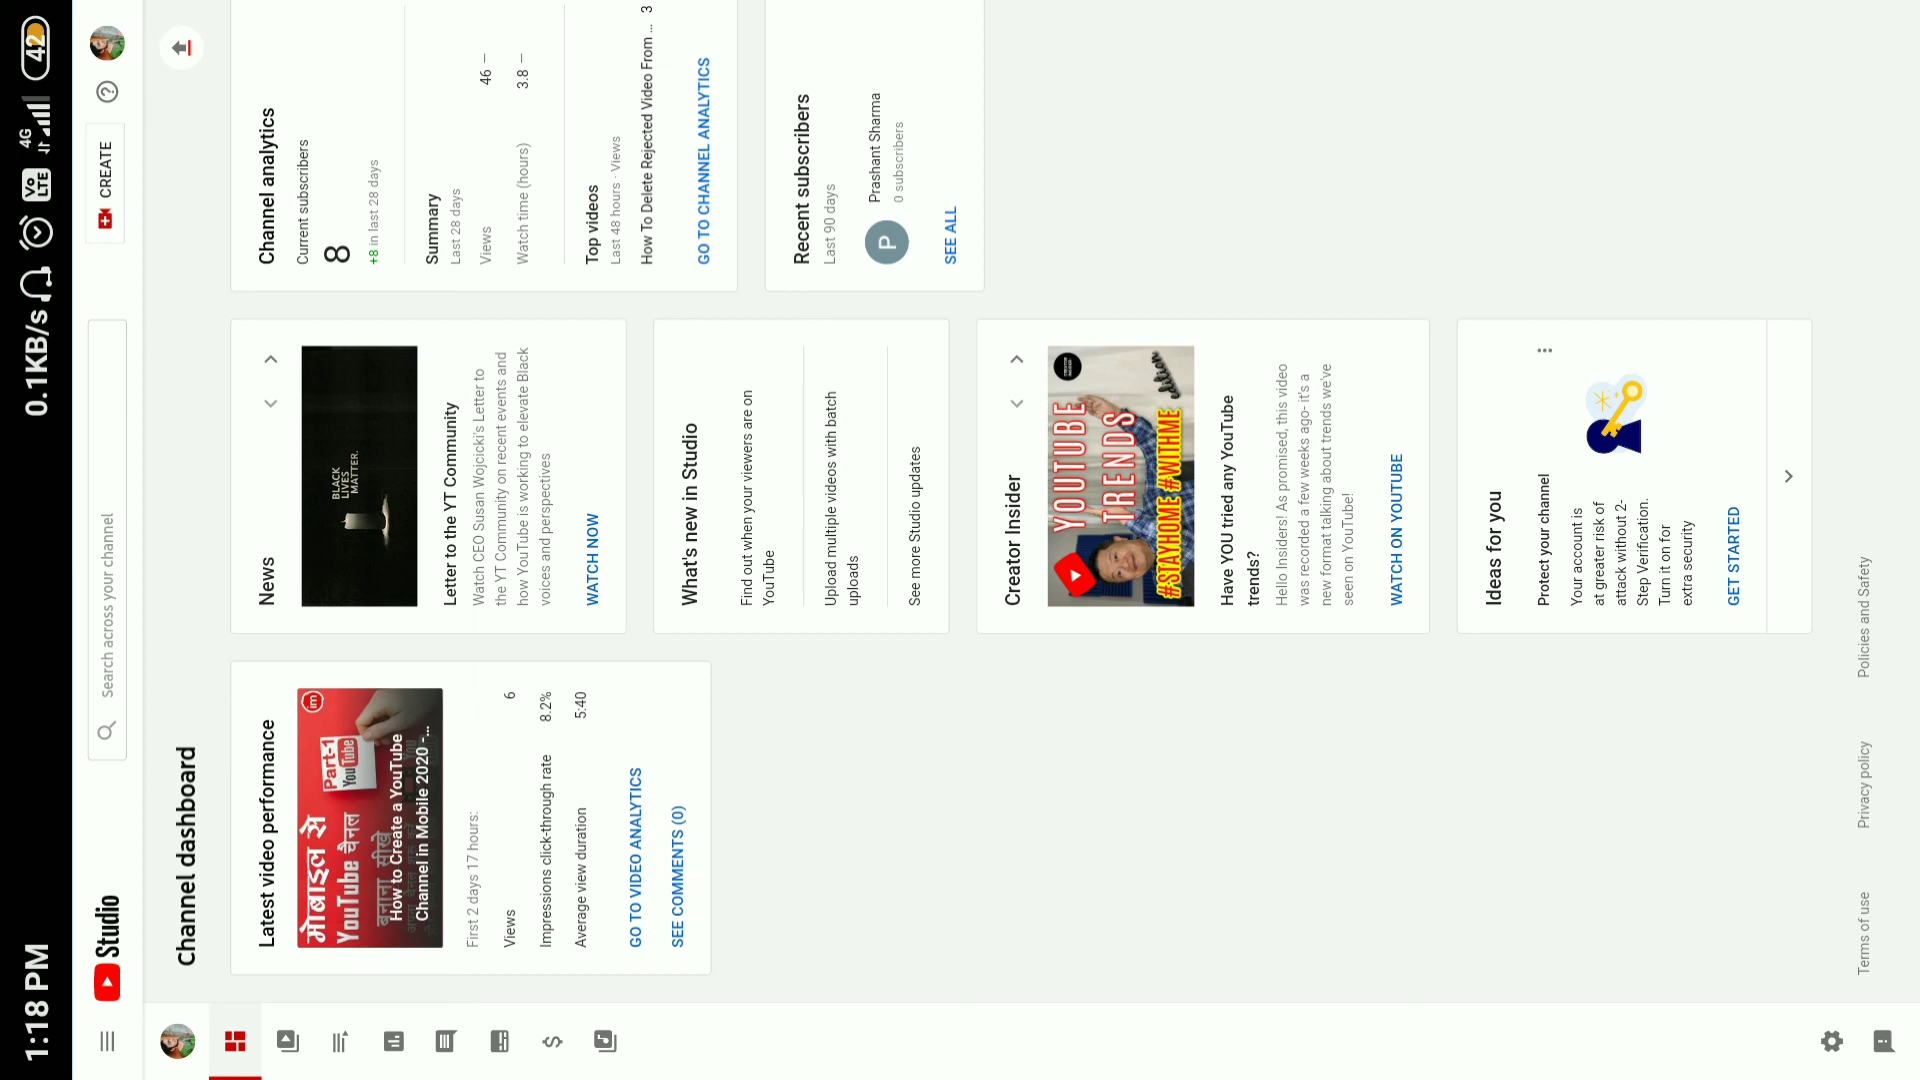 1:18 PM
0.1KB/s
Vo LTE
4G
42
Studio
Search across your channel
CREATE
Channel dashboard
Latest video performance
मोबाइल से
YouTube चैनल
बनाना सीखे
Part-1
YouTube
im
How to Create a YouTube
Channel in Mobile 2020 -...
First 2 days 17 hours:
Views 6
Impressions click-through rate 8.2%
Average view duration 5:40
GO TO VIDEO ANALYTICS
SEE COMMENTS (0)
News
BLACK
LIVES
MATTER.
Letter to the YT Community
Watch CEO Susan Wojcicki's Letter to
the YT Community on recent events and
how YouTube is working to elevate Black
voices and perspectives
WATCH NOW
What's new in Studio
Find out when your viewers are on
YouTube
Upload multiple videos with batch
uploads
See more Studio updates
Creator Insider
YOUTUBE
TRENDS
#STAYHOME #WITHME
edition
Have YOU tried any YouTube
trends?
Hello Insiders! As promised, this video
was recorded a few weeks ago- it's a
new format talking about trends we've
seen on YouTube!
WATCH ON YOUTUBE
Ideas for you
Protect your channel
Your account is
at greater risk of
attack without 2-
Step Verification.
Turn it on for
extra security
GET STARTED
Channel analytics
Current subscribers
8
+8 in last 28 days
Summary
Last 28 days
Views 46 —
Watch time (hours) 3.8 —
Top videos
Last 48 hours · Views
How To Delete Rejected Video From ... 3
GO TO CHANNEL ANALYTICS
Recent subscribers
Last 90 days
P
Prashant Sharma
0 subscribers
SEE ALL
Terms of use
Privacy policy
Policies and Safety